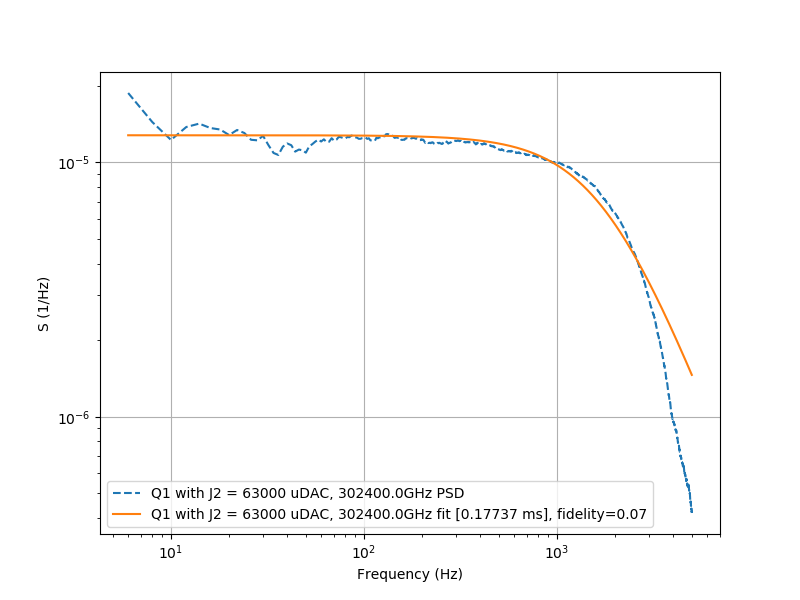 S (1/Hz)
10⁻⁵
10⁻⁶
Q1 with J2 = 63000 uDAC, 302400.0GHz PSD
Q1 with J2 = 63000 uDAC, 302400.0GHz fit [0.17737 ms], fidelity=0.07
10¹ 10² 10³
Frequency (Hz)